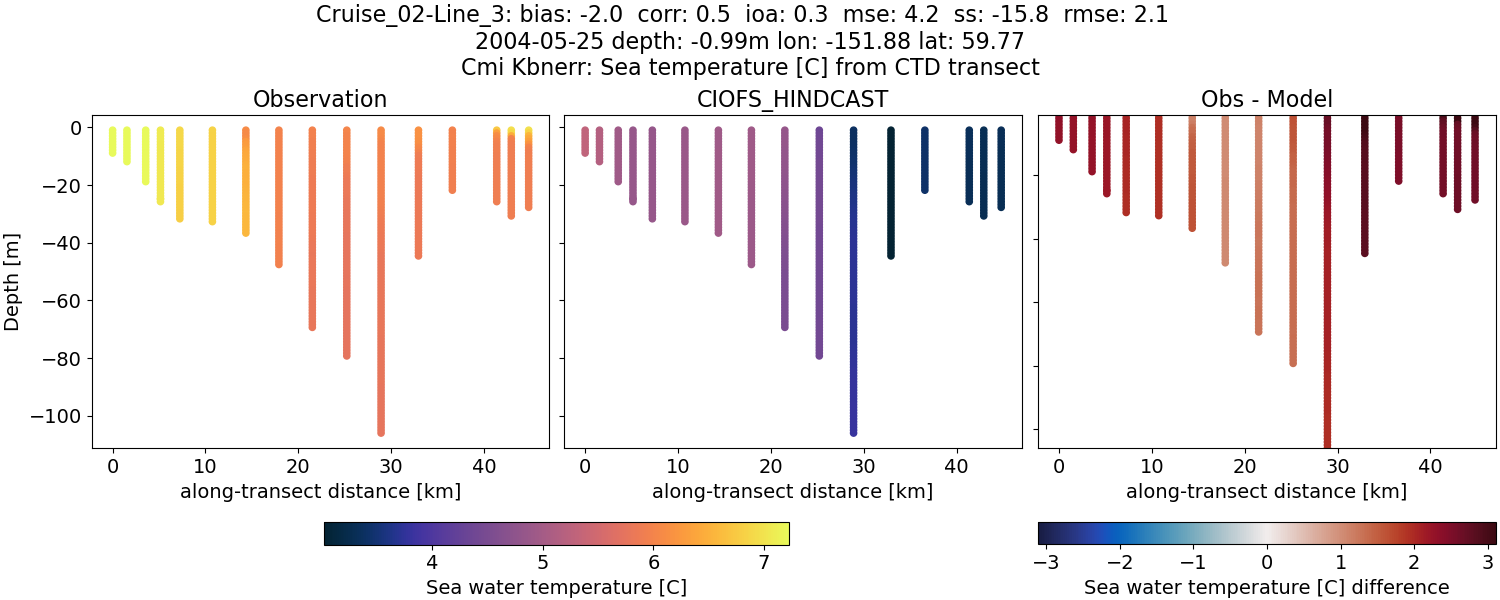 Cruise_02-Line_3: bias: -2.0  corr: 0.5  ioa: 0.3  mse: 4.2  ss: -15.8  rmse: 2.1
2004-05-25 depth: -0.99m lon: -151.88 lat: 59.77
Cmi Kbnerr: Sea temperature [C] from CTD transect
Observation
CIOFS_HINDCAST
Obs - Model
Depth [m]
0
−20
−40
−60
−80
−100
0 10 20 30 40
0 10 20 30 40
0 10 20 30 40
along-transect distance [km]
along-transect distance [km]
along-transect distance [km]
4 5 6 7
Sea water temperature [C]
−3 −2 −1 0 1 2 3
Sea water temperature [C] difference